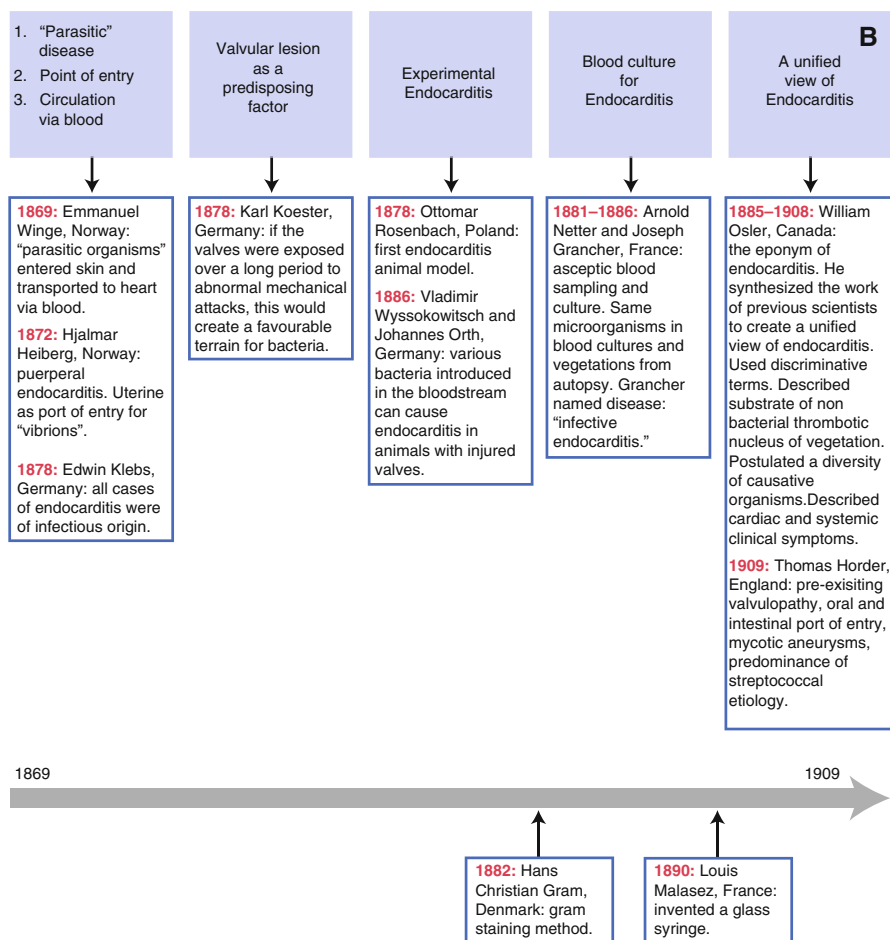 1. “Parasitic”
disease
2. Point of entry
3. Circulation
via blood
Valvular lesion
as a
predisposing
factor
Experimental
Endocarditis
Blood culture
for
Endocarditis
B
A unified
view of
Endocarditis
1869: Emmanuel
Winge, Norway:
“parasitic organisms”
entered skin and
transported to heart
via blood.
1872: Hjalmar
Heiberg, Norway:
puerperal
endocarditis. Uterine
as port of entry for
“vibrions”.
1878: Edwin Klebs,
Germany: all cases
of endocarditis were
of infectious origin.
1878: Karl Koester,
Germany: if the
valves were exposed
over a long period to
abnormal mechanical
attacks, this would
create a favourable
terrain for bacteria.
1878: Ottomar
Rosenbach, Poland:
first endocarditis
animal model.
1886: Vladimir
Wyssokowitsch and
Johannes Orth,
Germany: various
bacteria introduced
in the bloodstream
can cause
endocarditis in
animals with injured
valves.
1881–1886: Arnold
Netter and Joseph
Grancher, France:
asceptic blood
sampling and
culture. Same
microorganisms in
blood cultures and
vegetations from
autopsy. Grancher
named disease:
“infective
endocarditis.”
1885–1908: William
Osler, Canada:
the eponym of
endocarditis. He
synthesized the work
of previous scientists
to create a unified
view of endocarditis.
Used discriminative
terms. Described
substrate of non
bacterial thrombotic
nucleus of vegetation.
Postulated a diversity
of causative
organisms.Described
cardiac and systemic
clinical symptoms.
1909: Thomas Horder,
England: pre-exisiting
valvulopathy, oral and
intestinal port of entry,
mycotic aneurysms,
predominance of
streptococcal
etiology.
1869
1909
1882: Hans
Christian Gram,
Denmark: gram
staining method.
1890: Louis
Malasez, France:
invented a glass
syringe.